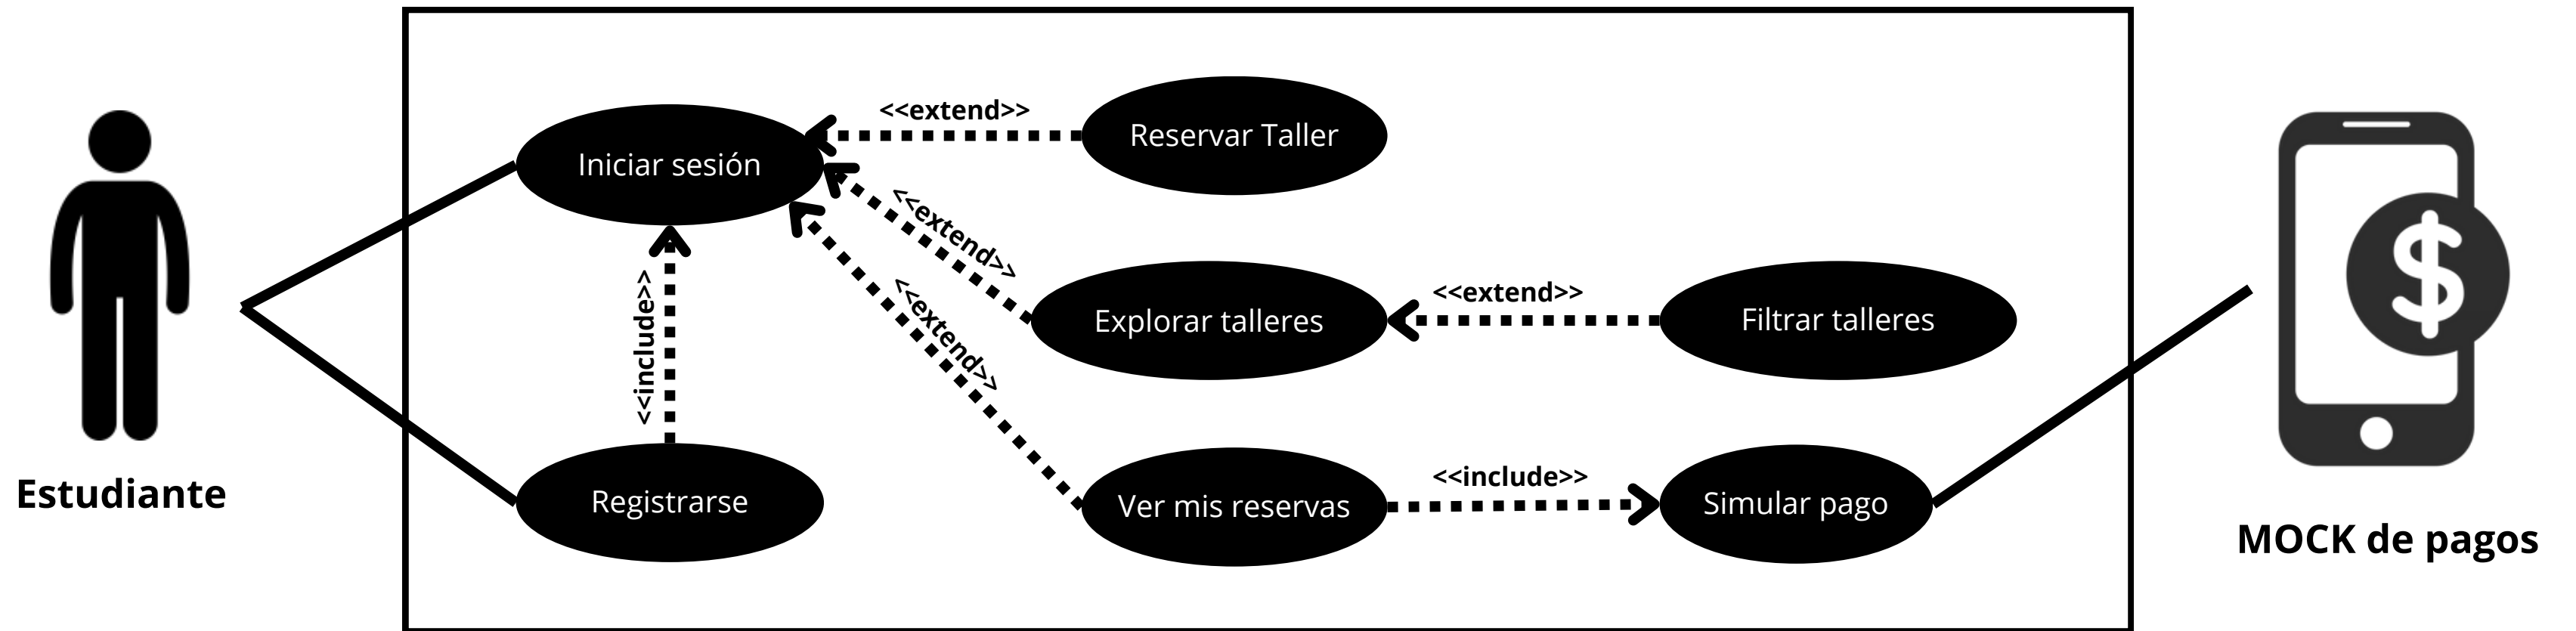 <<extend>>
Reservar Taller
Iniciar sesión
<<extend>>
<<extend>>
<<include>>
Explorar talleres
<<extend>>
Filtrar talleres
Estudiante
Registrarse
Ver mis reservas
<<include>>
Simular pago
MOCK de pagos
$